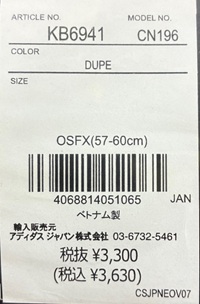 ARTICLE NO. MODEL NO.
KB6941 CN196
COLOR
DUPE
SIZE
OSFX(57-60cm)
4068814051065 JAN
ベトナム製
輸入販売元
アディダス ジャパン株式会社 03-6732-5461
税抜 ¥3,300
(税込 ¥3,630)
CSJPNEOV07